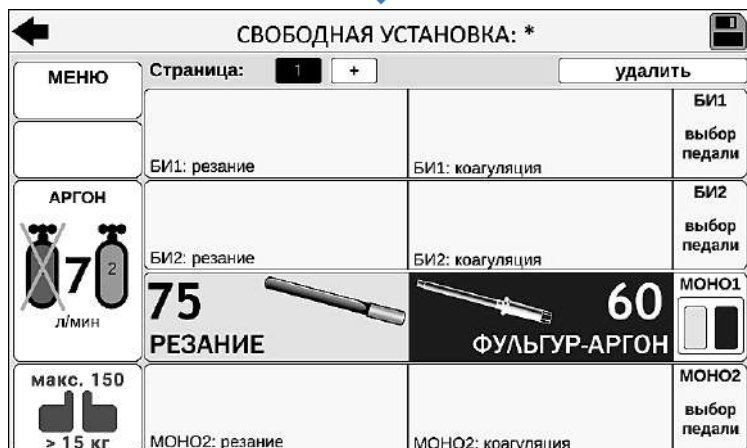 СВОБОДНАЯ УСТАНОВКА: *
МЕНЮ
Страница: 1 + удалить
БИ1: резание
БИ1: коагуляция
БИ1
выбор
педали
АРГОН
7
2
л/мин
БИ2: резание
БИ2: коагуляция
БИ2
выбор
педали
75
РЕЗАНИЕ
60
ФУЛЬГУР-АРГОН
МОНО1
макс. 150
> 15 кг
МОНО2: резание
МОНО2: коагуляция
МОНО2
выбор
педали